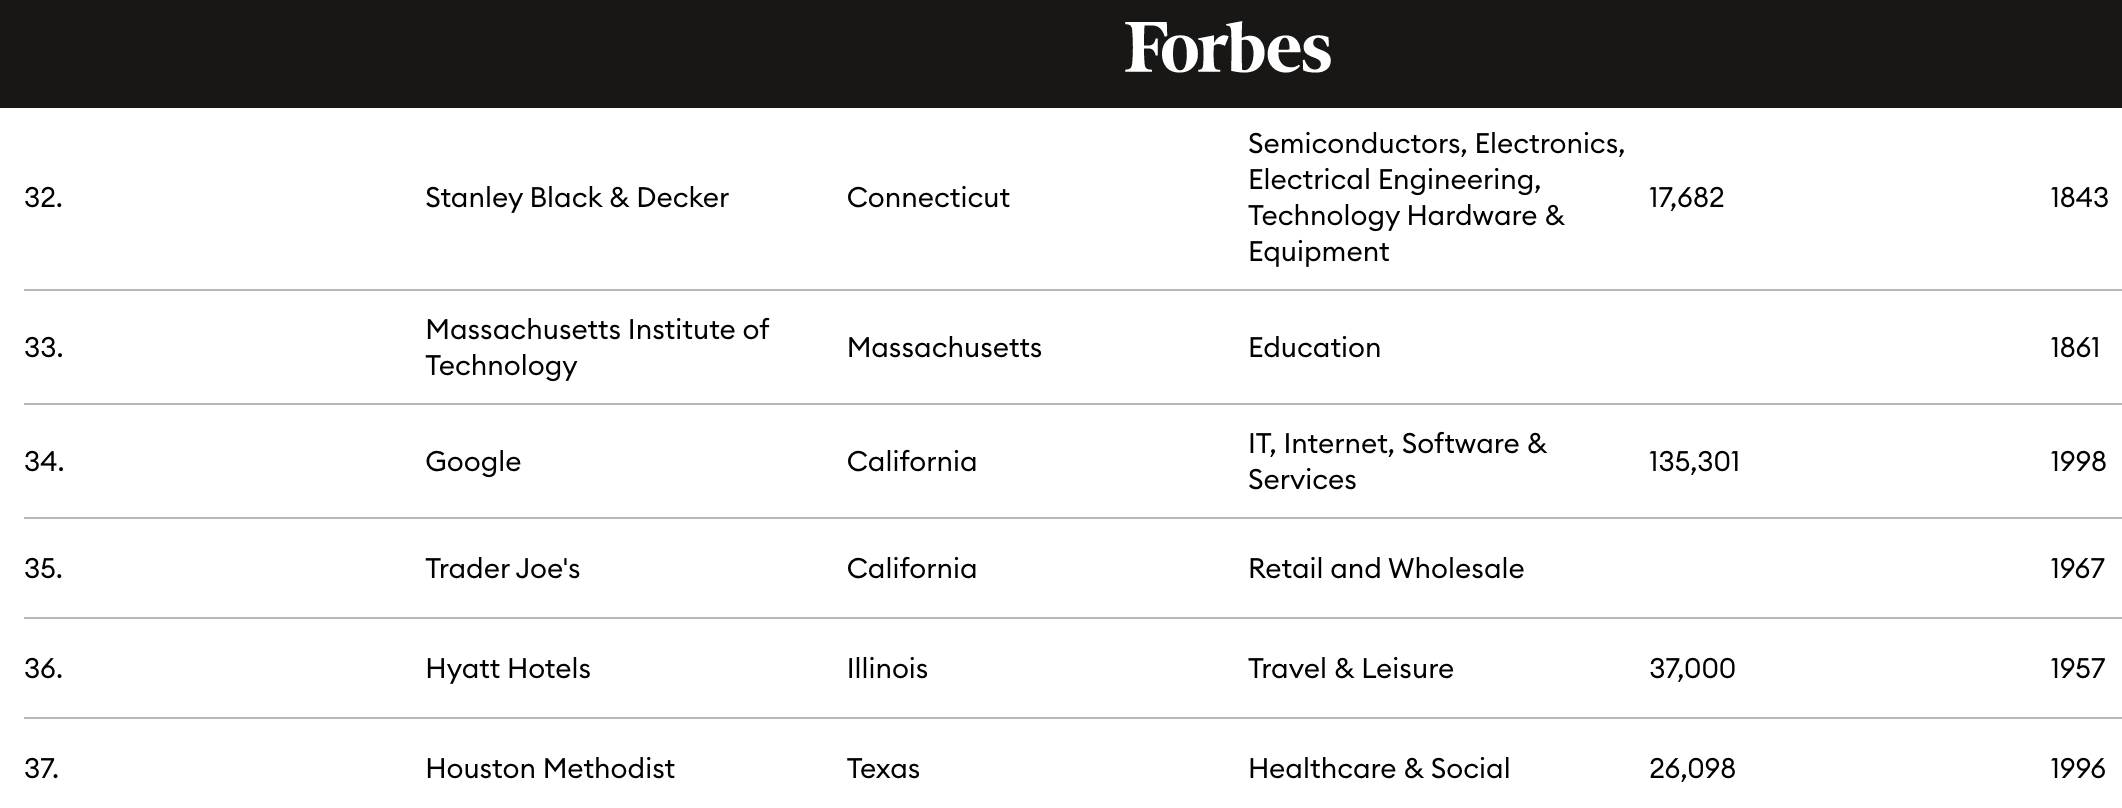 Forbes
32. Stanley Black & Decker Connecticut Semiconductors, Electronics, Electrical Engineering, Technology Hardware & Equipment 17,682 1843
33. Massachusetts Institute of Technology Massachusetts Education 1861
34. Google California IT, Internet, Software & Services 135,301 1998
35. Trader Joe's California Retail and Wholesale 1967
36. Hyatt Hotels Illinois Travel & Leisure 37,000 1957
37. Houston Methodist Texas Healthcare & Social 26,098 1996